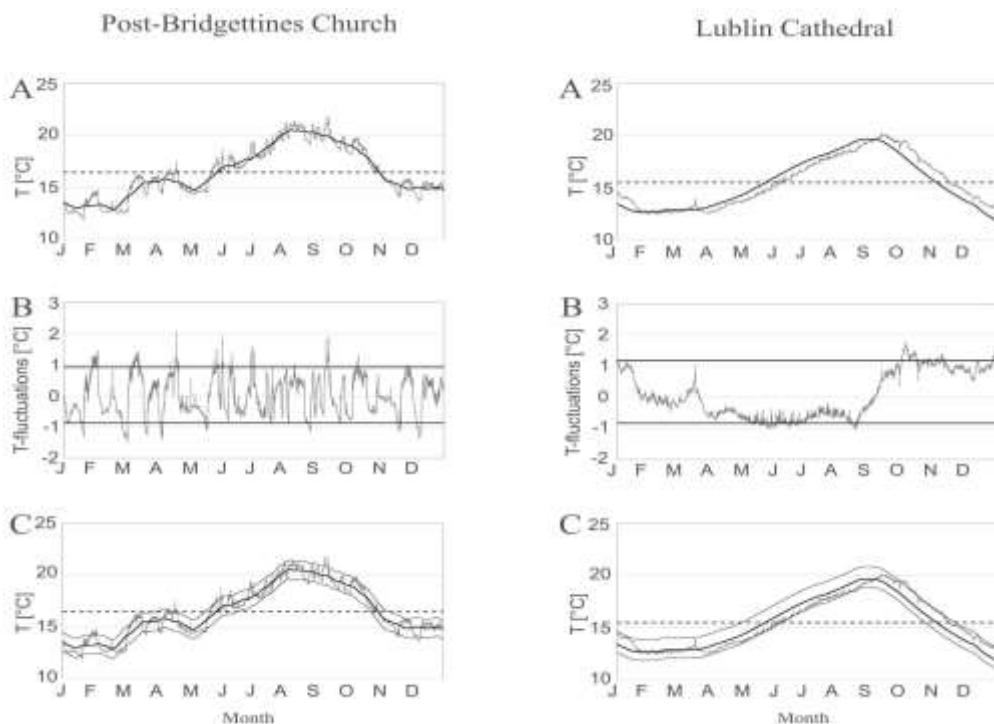 Post-Bridgettines Church
Lublin Cathedral
A
25
20
15
10
T [°C]
J F M A M J J A S O N D
A
25
20
15
10
T [°C]
J F M A M J J A S O N D
B
3
2
1
0
-1
-2
T-fluctuations [°C]
J F M A M J J A S O N D
B
3
2
1
0
-1
-2
T-fluctuations [°C]
J F M A M J J A S O N D
C
25
20
15
10
T [°C]
J F M A M J J A S O N D
Month
C
25
20
15
10
T [°C]
J F M A M J J A S O N D
Month